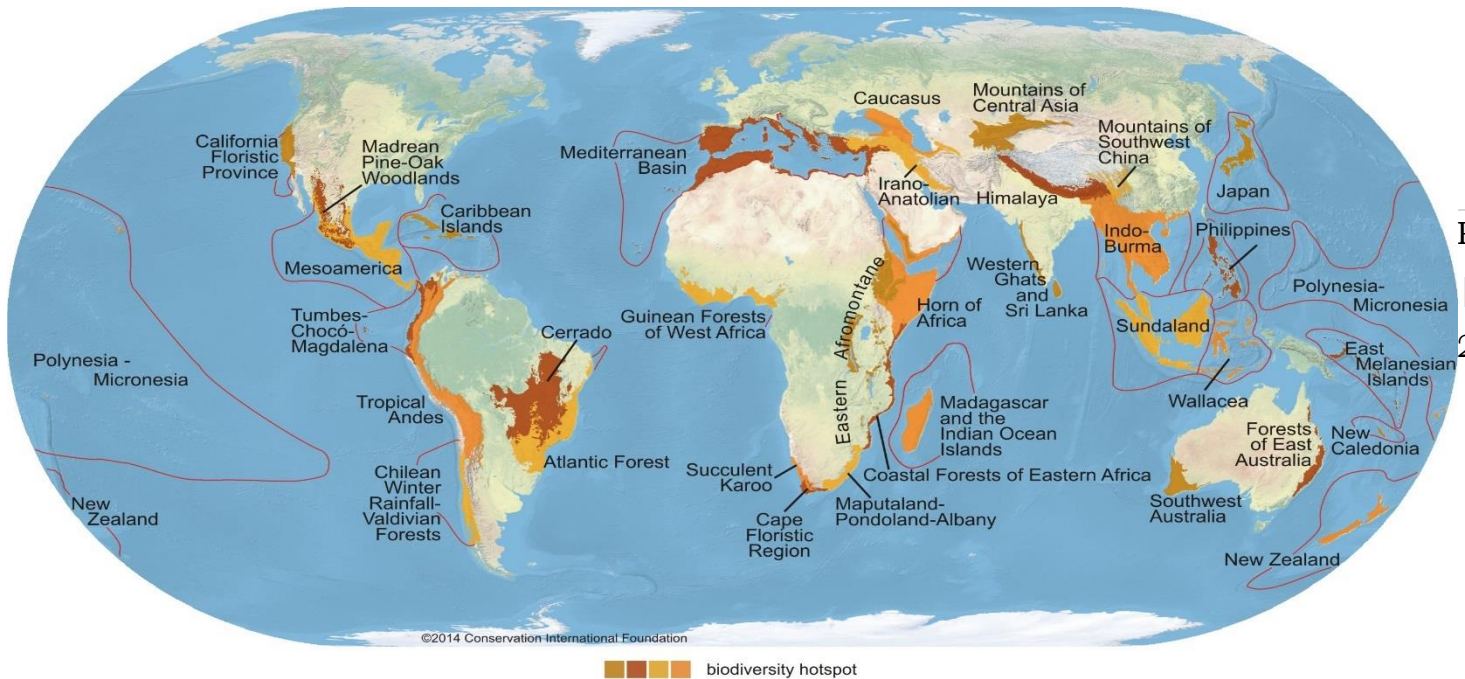 Caucasus
Mountains of
Central Asia
California
Floristic
Province
Madrean
Pine-Oak
Woodlands
Mediterranean
Basin
Mountains of
Southwest
China
Irano-
Anatolian
Himalaya
Japan
Caribbean
Islands
Indo-
Burma
Philippines
Mesoamerica
Western
Ghats
and
Sri Lanka
Polynesia-
Micronesia
Tumbes-
Chocó-
Magdalena
Cerrado
Guinean Forests
of West Africa
Eastern Afromontane
Horn of
Africa
Sundaland
East
Melanesian
Islands
Polynesia -
Micronesia
Tropical
Andes
Madagascar
and the
Indian Ocean
Islands
Wallacea
Forests
of East
Australia
New
Caledonia
Atlantic Forest
Succulent
Karoo
Coastal Forests of Eastern Africa
Chilean
Winter
Rainfall-
Valdivian
Forests
Maputaland-
Pondoland-Albany
Southwest
Australia
New
Zealand
Cape
Floristic
Region
New Zealand
©2014 Conservation International Foundation
biodiversity hotspot